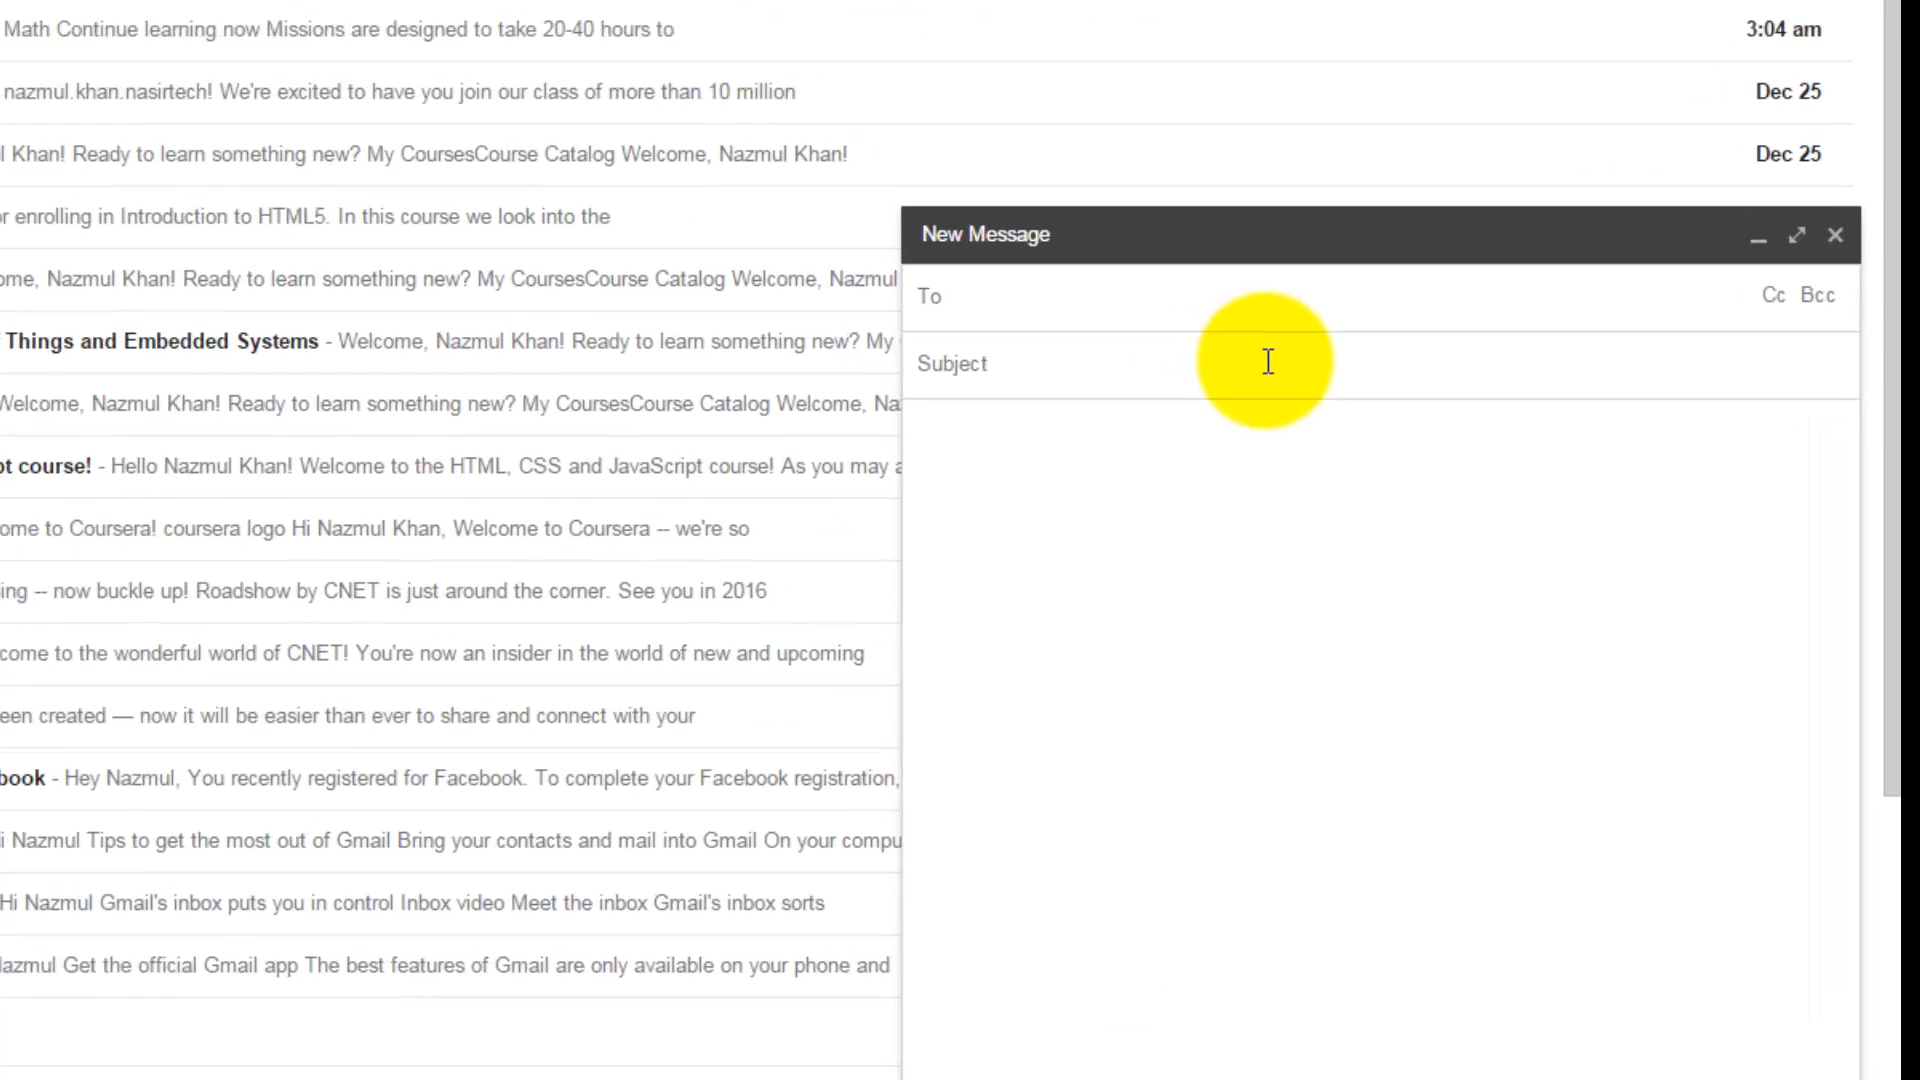 Math Continue learning now Missions are designed to take 20-40 hours to 3:04 am
nazmul.khan.nasirtech! We're excited to have you join our class of more than 10 million Dec 25
Khan! Ready to learn something new? My CoursesCourse Catalog Welcome, Nazmul Khan! Dec 25
enrolling in Introduction to HTML5. In this course we look into the
New Message
ome, Nazmul Khan! Ready to learn something new? My CoursesCourse Catalog Welcome, Nazmul
To Cc Bcc
Things and Embedded Systems - Welcome, Nazmul Khan! Ready to learn something new? My
Subject
Welcome, Nazmul Khan! Ready to learn something new? My CoursesCourse Catalog Welcome, Na
pt course! - Hello Nazmul Khan! Welcome to the HTML, CSS and JavaScript course! As you may a
ome to Coursera! coursera logo Hi Nazmul Khan, Welcome to Coursera -- we're so
ing -- now buckle up! Roadshow by CNET is just around the corner. See you in 2016
come to the wonderful world of CNET! You're now an insider in the world of new and upcoming
een created — now it will be easier than ever to share and connect with your
book - Hey Nazmul, You recently registered for Facebook. To complete your Facebook registration,
i Nazmul Tips to get the most out of Gmail Bring your contacts and mail into Gmail On your compu
Hi Nazmul Gmail's inbox puts you in control Inbox video Meet the inbox Gmail's inbox sorts
azmul Get the official Gmail app The best features of Gmail are only available on your phone and